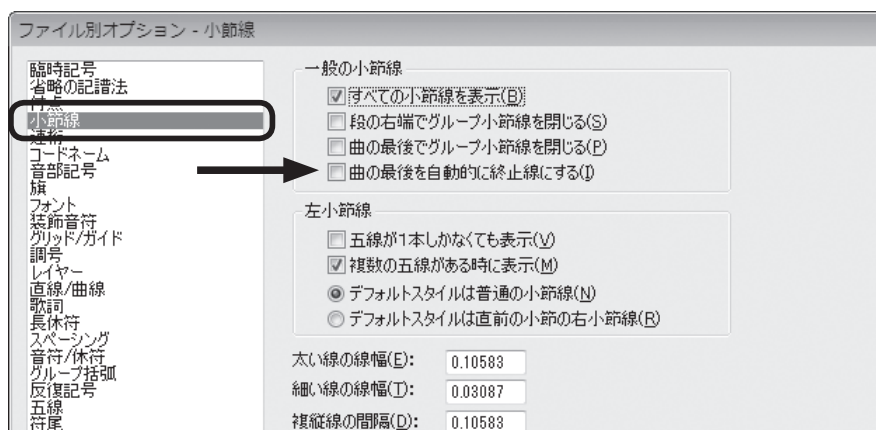 ファイル別オプション - 小節線
臨時記号
省略の記譜法
付点
小節線
連桁
コードネーム
音部記号
旗
フォント
装飾音符
グリッド/ガイド
調号
レイヤー
直線/曲線
歌詞
長休符
スペーシング
音符/休符
グループ括弧
反復記号
五線
符尾
一般の小節線
すべての小節線を表示(B)
段の右端でグループ小節線を閉じる(S)
曲の最後でグループ小節線を閉じる(P)
曲の最後を自動的に終止線にする(I)
左小節線
五線が1本しかなくても表示(V)
複数の五線がある時に表示(M)
デフォルトスタイルは普通の小節線(N)
デフォルトスタイルは直前の小節の右小節線(R)
太い線の線幅(E): 0.10583
細い線の線幅(T): 0.03087
複縦線の間隔(D): 0.10583